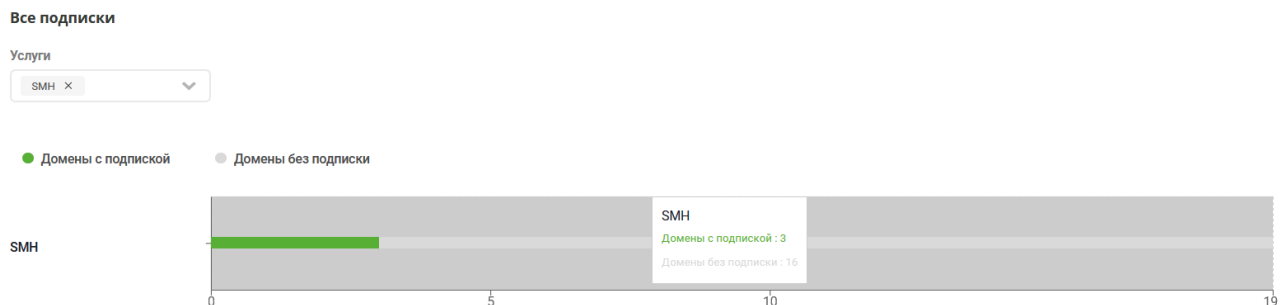 Все подписки
Услуги
SMH ×
Домены с подпиской Домены без подписки
SMH
SMH
Домены с подпиской : 3
Домены без подписки : 16
0 5 10 19